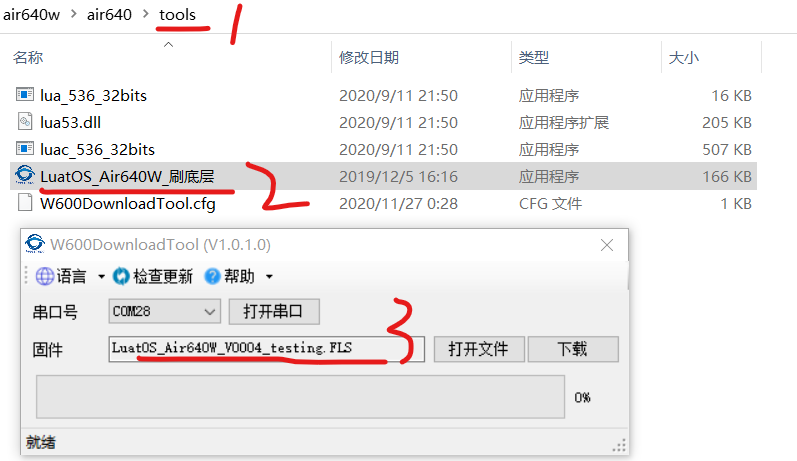 air640w > air640 > tools 1
名称 修改日期 类型 大小
lua_536_32bits 2020/9/11 21:50 应用程序 16 KB
lua53.dll 2020/9/11 21:50 应用程序扩展 205 KB
luac_536_32bits 2020/9/11 21:50 应用程序 507 KB
LuatOS_Air640W_刷底层 2019/12/5 16:16 应用程序 166 KB
2
W600DownloadTool.cfg 2020/11/27 0:28 CFG 文件 1 KB
W600DownloadTool (V1.0.1.0)
语言 检查更新 帮助
串口号 COM28 打开串口
3
固件 LuatOS_Air640W_V0004_testing.FLS 打开文件 下载
0%
就绪